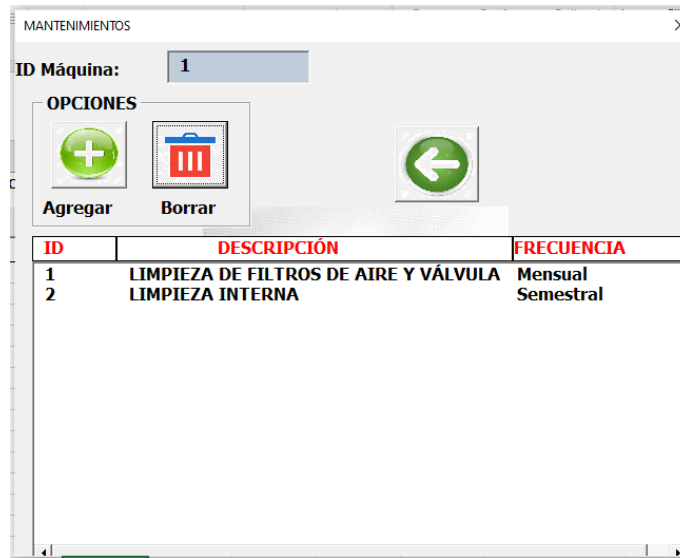 MANTENIMIENTOS
ID Máquina: 1
OPCIONES
Agregar Borrar
ID DESCRIPCIÓN FRECUENCIA
1 LIMPIEZA DE FILTROS DE AIRE Y VÁLVULA Mensual
2 LIMPIEZA INTERNA Semestral